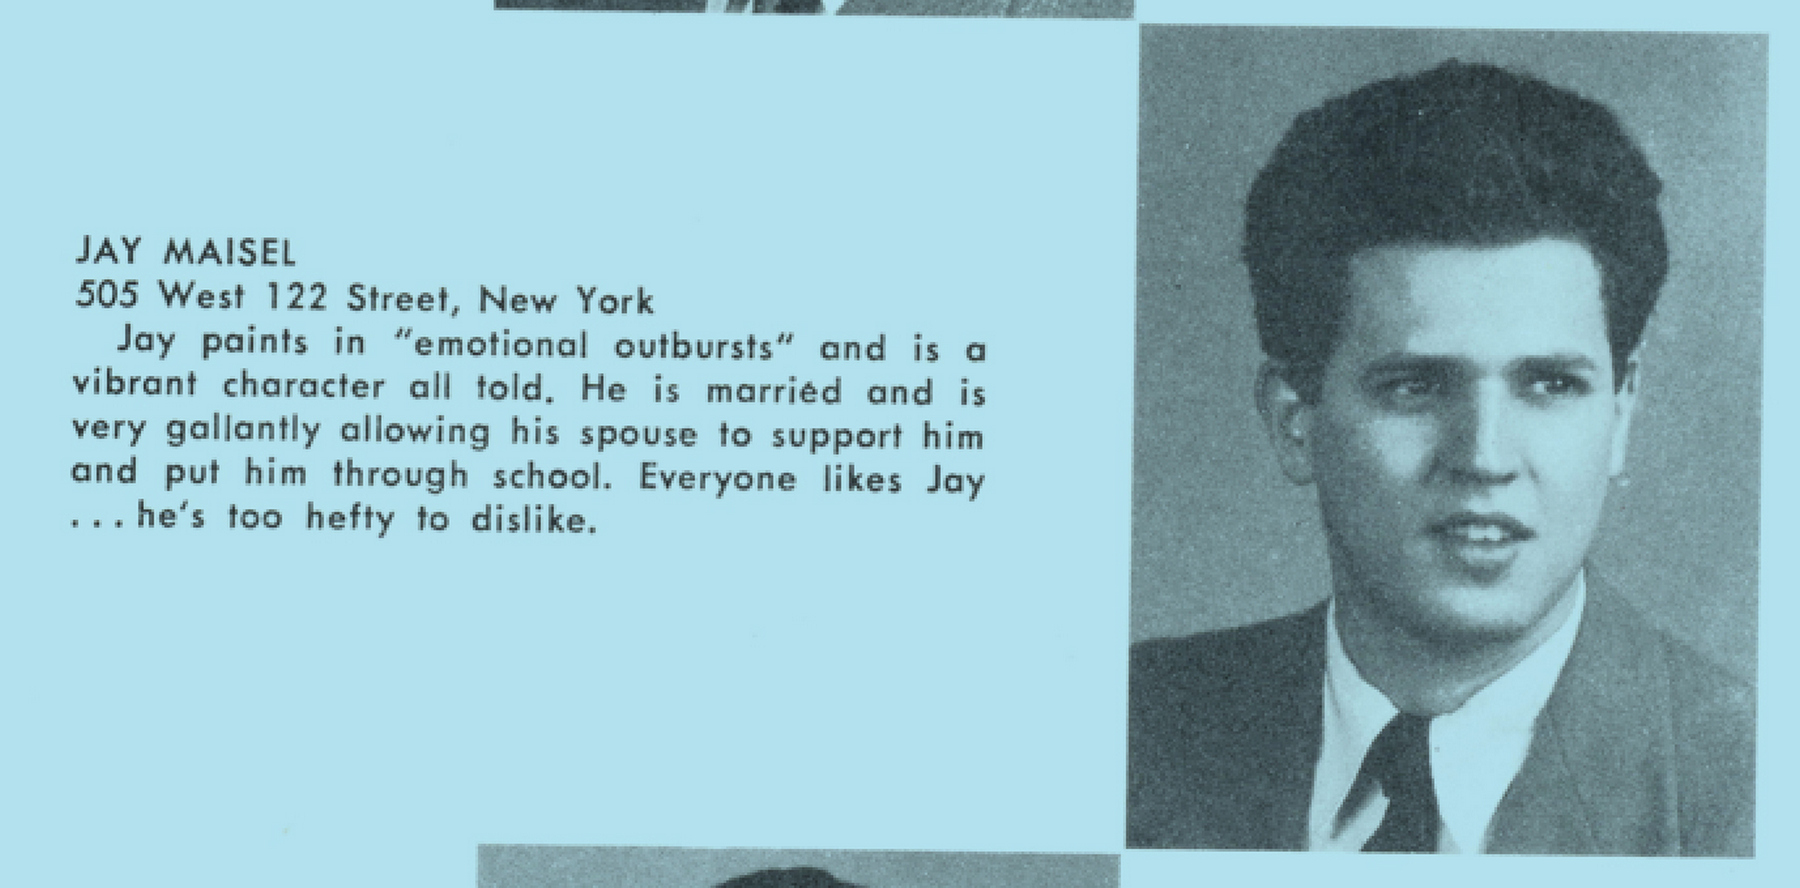 JAY MAISEL
505 West 122 Street, New York
Jay paints in "emotional outbursts" and is a
vibrant character all told. He is married and is
very gallantly allowing his spouse to support him
and put him through school. Everyone likes Jay
...he's too hefty to dislike.